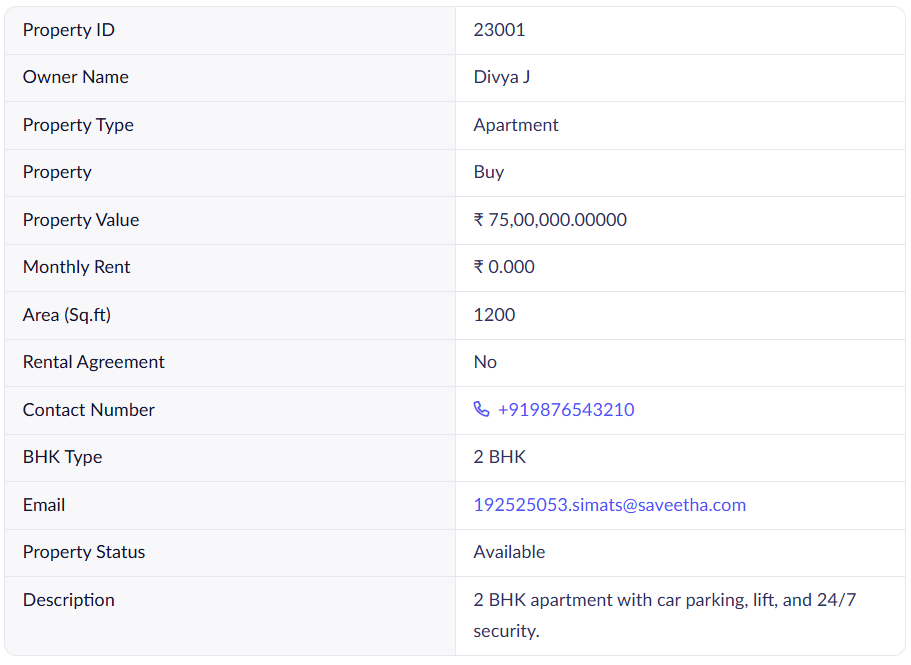 Property ID 23001
Owner Name Divya J
Property Type Apartment
Property Buy
Property Value ₹ 75,00,000.00000
Monthly Rent ₹ 0.000
Area (Sq.ft) 1200
Rental Agreement No
Contact Number +919876543210
BHK Type 2 BHK
Email 192525053.simats@saveetha.com
Property Status Available
Description 2 BHK apartment with car parking, lift, and 24/7
security.